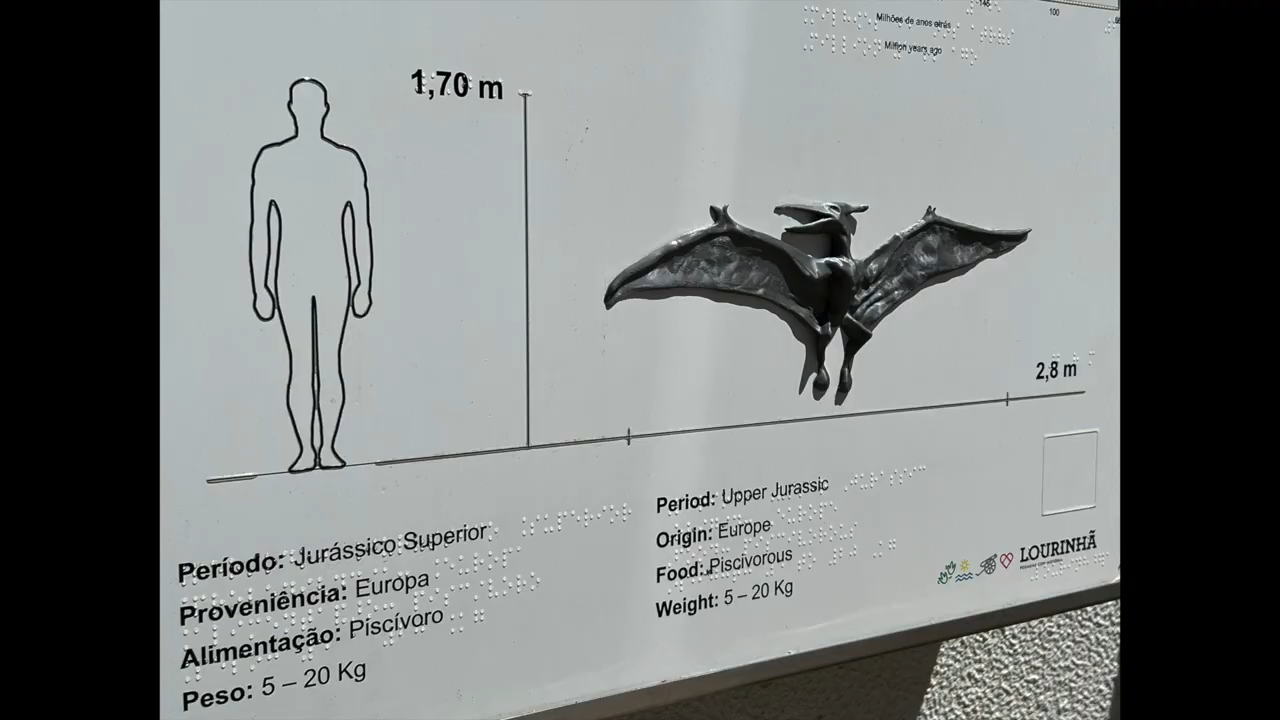 145
100
Milhões de anos atrás
Million years ago
1,70 m
2,8 m
Período: Jurássico Superior
Proveniência: Europa
Alimentação: Piscívoro
Peso: 5 – 20 Kg
Period: Upper Jurassic
Origin: Europe
Food: Piscivorous
Weight: 5 – 20 Kg
LOURINHÃ